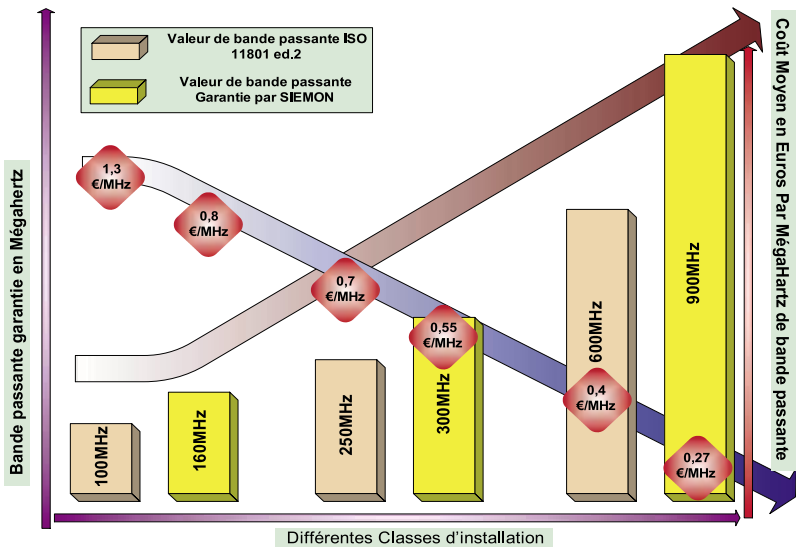 Valeur de bande passante ISO
11801 ed.2
Valeur de bande passante
Garantie par SIEMON
Bande passante garantie en Mégahertz
Coût Moyen en Euros Par MégaHartz de bande passante
1,3
€/MHz
0,8
€/MHz
0,7
€/MHz
0,55
€/MHz
0,4
€/MHz
0,27
€/MHz
100MHz
160MHz
250MHz
300MHz
600MHz
900MHz
Différentes Classes d'installation